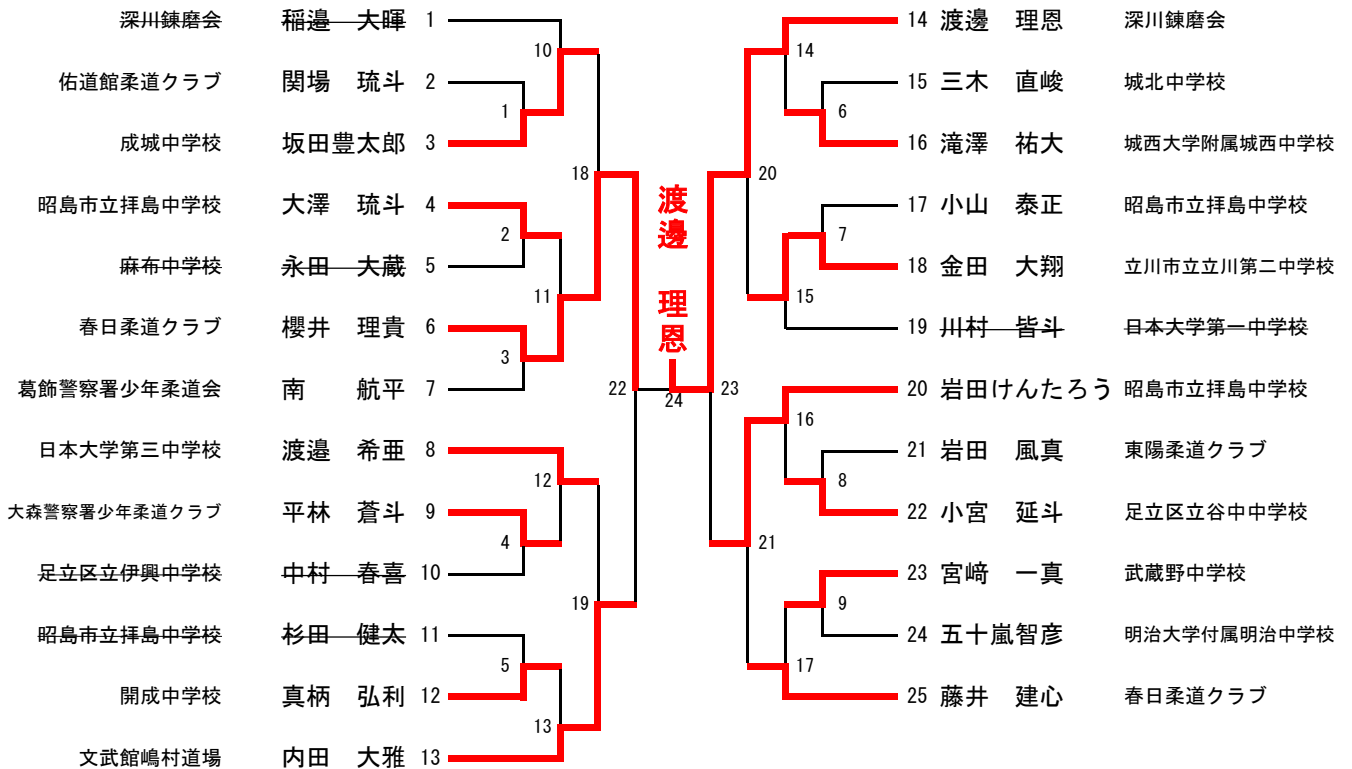 深川錬磨会 稲邉 大暉 1
佑道館柔道クラブ 関場 琉斗 2
成城中学校 坂田豊太郎 3
昭島市立拝島中学校 大澤 琉斗 4
麻布中学校 永田 大蔵 5
春日柔道クラブ 櫻井 理貴 6
葛飾警察署少年柔道会 南 航平 7
日本大学第三中学校 渡邉 希亜 8
大森警察署少年柔道クラブ 平林 蒼斗 9
足立区立伊興中学校 中村 春喜 10
昭島市立拝島中学校 杉田 健太 11
開成中学校 真柄 弘利 12
文武館嶋村道場 内田 大雅 13
10
1
18
2
11
3
22
12
4
19
5
13
渡邊 理恩
24
14
6
20
7
15
23
16
8
21
9
17
14 渡邊 理恩 深川錬磨会
15 三木 直峻 城北中学校
16 滝澤 祐大 城西大学附属城西中学校
17 小山 泰正 昭島市立拝島中学校
18 金田 大翔 立川市立立川第二中学校
19 川村 皆斗 日本大学第一中学校
20 岩田けんたろう 昭島市立拝島中学校
21 岩田 風真 東陽柔道クラブ
22 小宮 延斗 足立区立谷中中学校
23 宮﨑 一真 武蔵野中学校
24 五十嵐智彦 明治大学付属明治中学校
25 藤井 建心 春日柔道クラブ